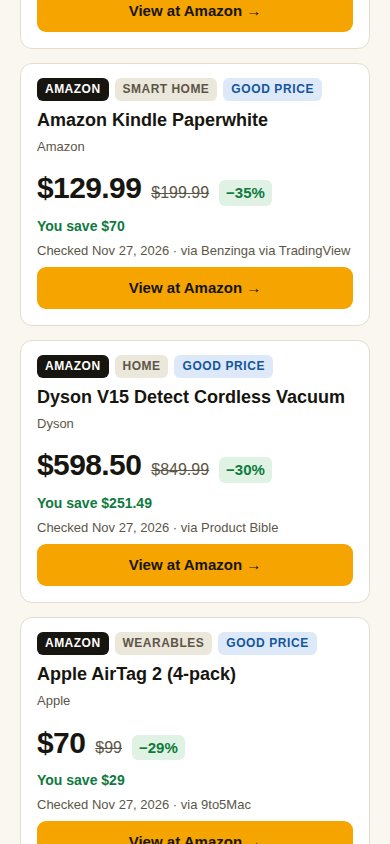 View at Amazon →
AMAZON SMART HOME GOOD PRICE
Amazon Kindle Paperwhite
Amazon
$129.99 $199.99 −35%
You save $70
Checked Nov 27, 2026 · via Benzinga via TradingView
View at Amazon →
AMAZON HOME GOOD PRICE
Dyson V15 Detect Cordless Vacuum
Dyson
$598.50 $849.99 −30%
You save $251.49
Checked Nov 27, 2026 · via Product Bible
View at Amazon →
AMAZON WEARABLES GOOD PRICE
Apple AirTag 2 (4-pack)
Apple
$70 $99 −29%
You save $29
Checked Nov 27, 2026 · via 9to5Mac
View at Amazon →